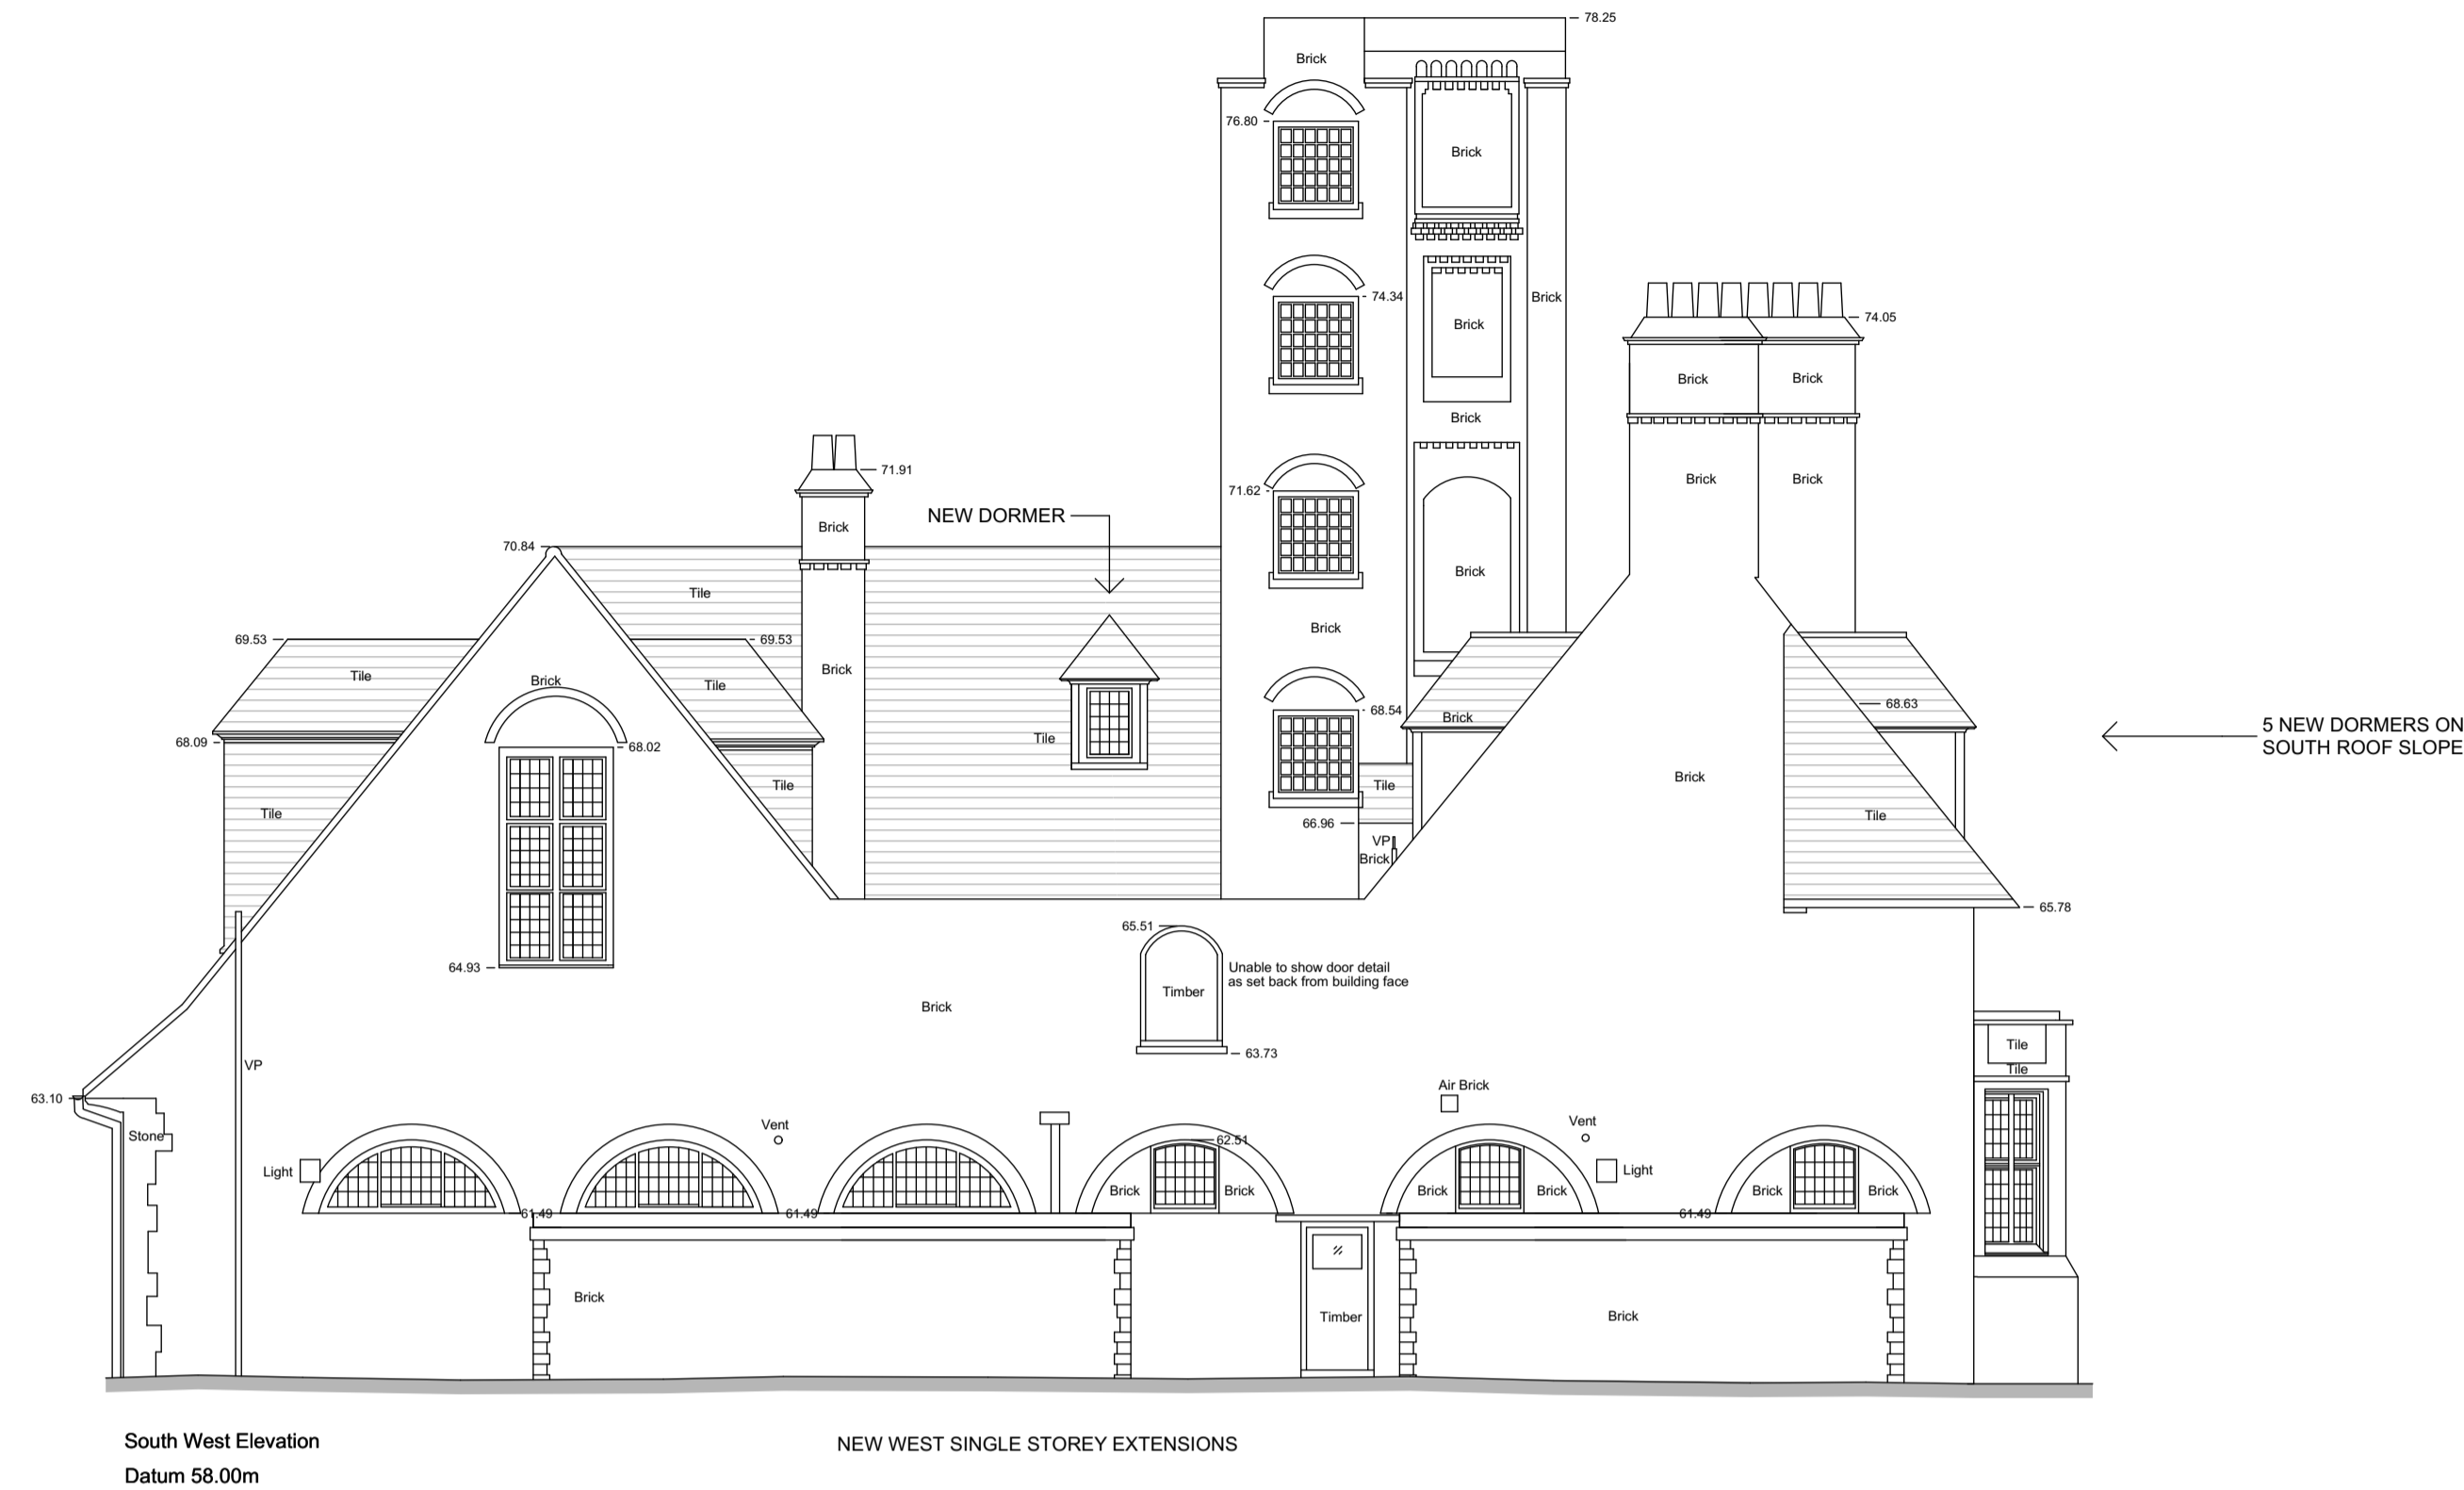 78.25
Brick
76.80
Brick
74.34
Brick
Brick
74.05
Brick
Brick
Brick
71.91
Brick
Brick
71.62
NEW DORMER
Brick
70.84
Brick
Tile
Brick
69.53
69.53
Brick
Tile
Brick
Tile
68.63
68.54
Brick
5 NEW DORMERS ON
SOUTH ROOF SLOPE
68.09
68.02
Tile
Brick
Tile
Tile
Tile
Tile
66.96
VP
Brick
65.78
65.51
64.93
Unable to show door detail
as set back from building face
Timber
Brick
Tile
63.73
VP
Tile
Air Brick
63.10
Vent
Vent
Stone
62.51
Light
Light
Brick
Brick
Brick
Brick
Brick
Brick
61.49
61.49
61.49
Brick
Timber
Brick
South West Elevation
NEW WEST SINGLE STOREY EXTENSIONS
Datum 58.00m